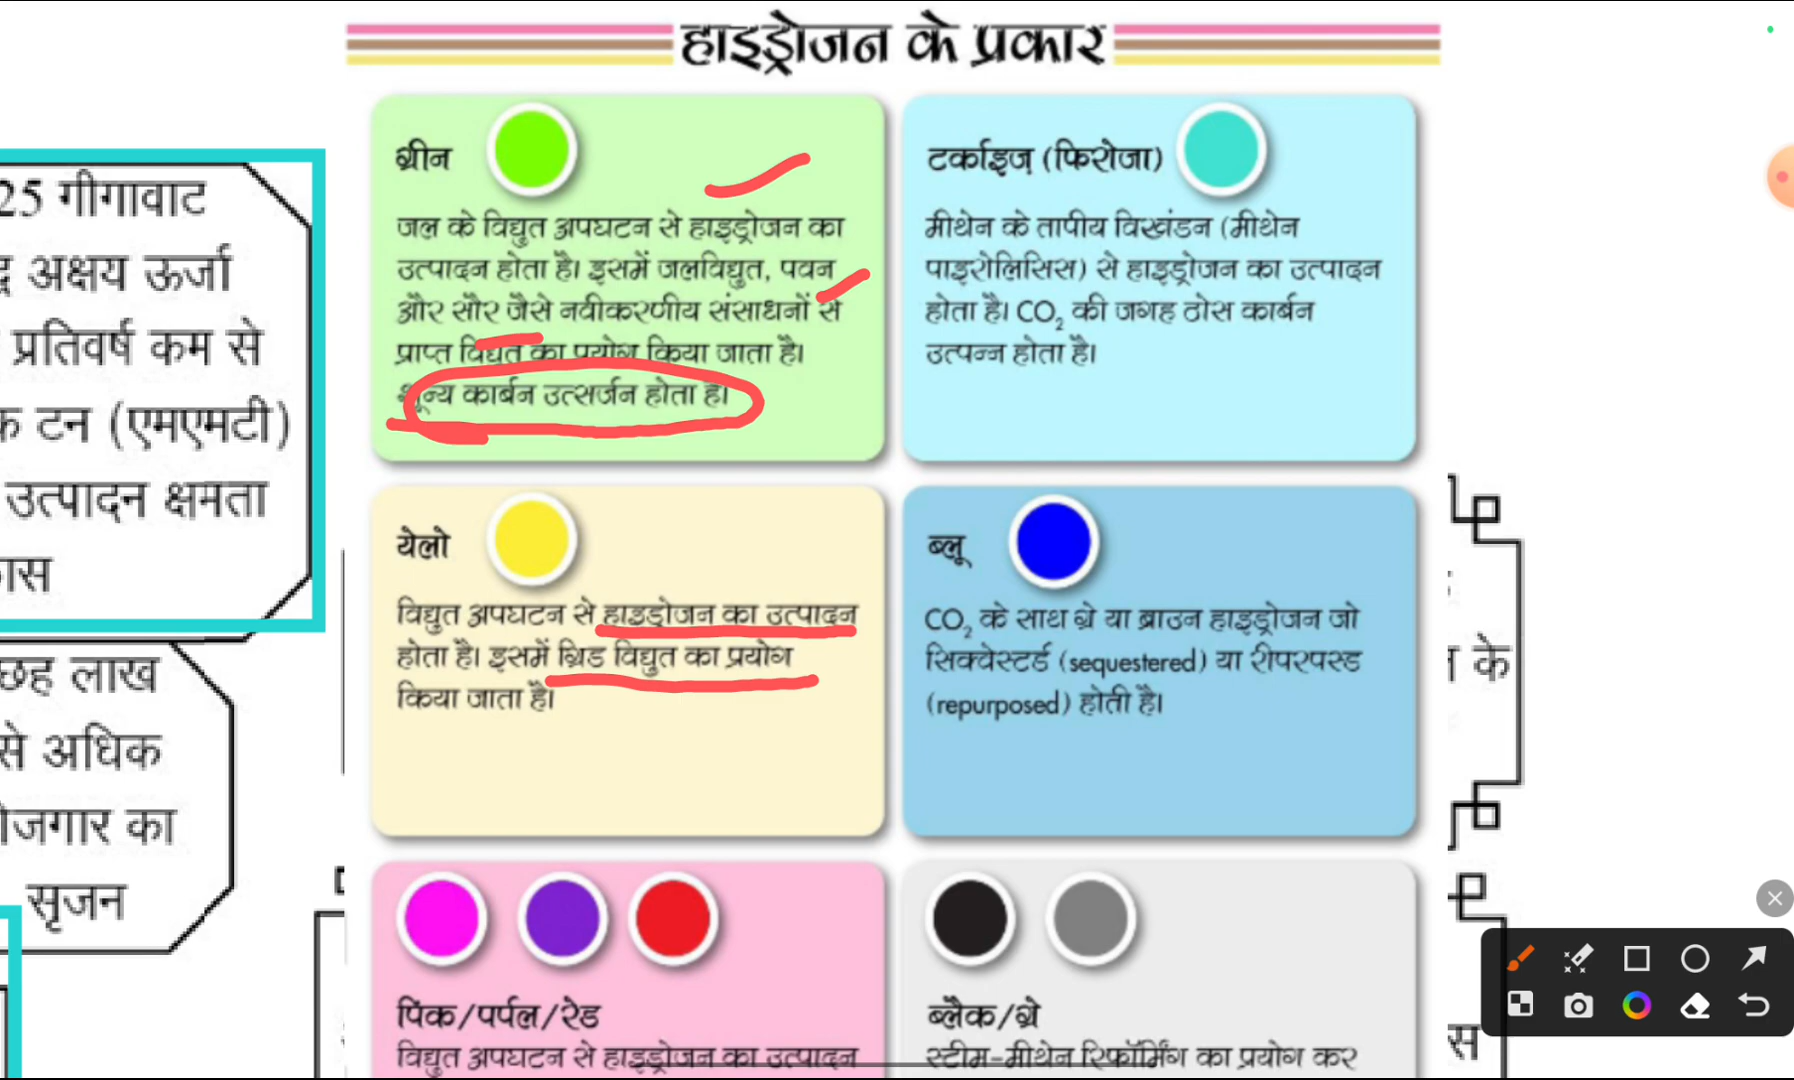 हाइड्रोजन के प्रकार
25 गीगावाट
अक्षय ऊर्जा
प्रतिवर्ष कम से
टन (एमएमटी)
उत्पादन क्षमता
छह लाख
से अधिक
का
सृजन
ग्रीन
जल के विद्युत अपघटन से हाइड्रोजन का
उत्पादन होता है। इसमें जलविद्युत, पवन
और सौर जैसे नवीकरणीय संसाधनों से
प्राप्त विद्युत का प्रयोग किया जाता है।
शून्य कार्बन उत्सर्जन होता है।
टर्काइज़ (फिरोजा)
मीथेन के तापीय विखंडन (मीथेन
पाइरोलिसिस) से हाइड्रोजन का उत्पादन
होता है। CO₂ की जगह ठोस कार्बन
उत्पन्न होता है।
येलो
विद्युत अपघटन से हाइड्रोजन का उत्पादन
होता है। इसमें ग्रिड विद्युत का प्रयोग
किया जाता है।
ब्लू
CO₂ के साथ ग्रे या ब्राउन हाइड्रोजन जो
सिक्वेस्टर्ड (sequestered) या रीपरपस्ड
(repurposed) होती है।
पिंक/पर्पल/रेड
विद्युत अपघटन से हाइड्रोजन का उत्पादन
ब्लैक/ग्रे
स्टीम-मीथेन रिफॉर्मिंग का प्रयोग कर
के